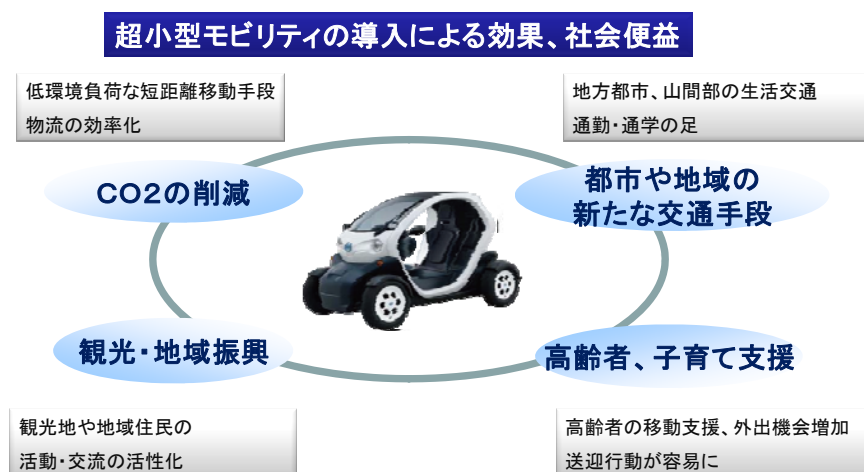 超小型モビリティの導入による効果、社会便益
低環境負荷な短距離移動手段
物流の効率化
地方都市、山間部の生活交通
通勤・通学の足
CO2の削減
都市や地域の
新たな交通手段
観光・地域振興
高齢者、子育て支援
観光地や地域住民の
活動・交流の活性化
高齢者の移動支援、外出機会増加
送迎行動が容易に